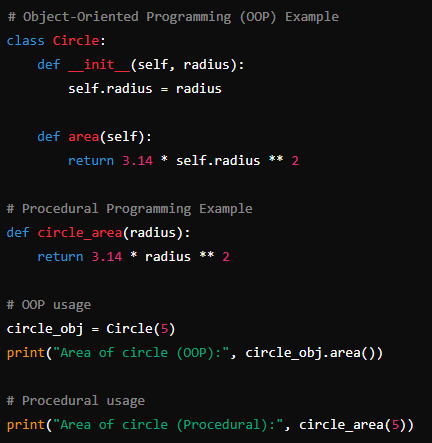 # Object-Oriented Programming (OOP) Example
class Circle:
    def __init__(self, radius):
        self.radius = radius

    def area(self):
        return 3.14 * self.radius ** 2

# Procedural Programming Example
def circle_area(radius):
    return 3.14 * radius ** 2

# OOP usage
circle_obj = Circle(5)
print("Area of circle (OOP):", circle_obj.area())

# Procedural usage
print("Area of circle (Procedural):", circle_area(5))